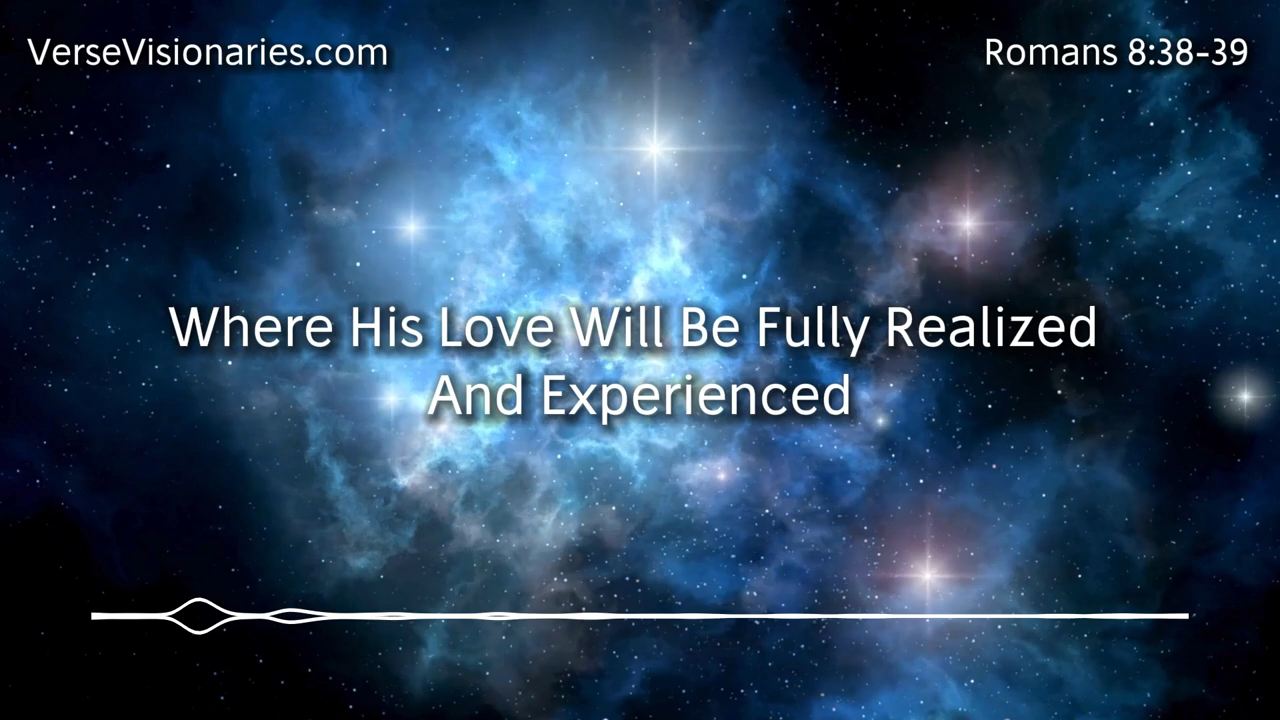 VerseVisionaries.com
Romans 8:38-39
Where His Love Will Be Fully Realized
And Experienced